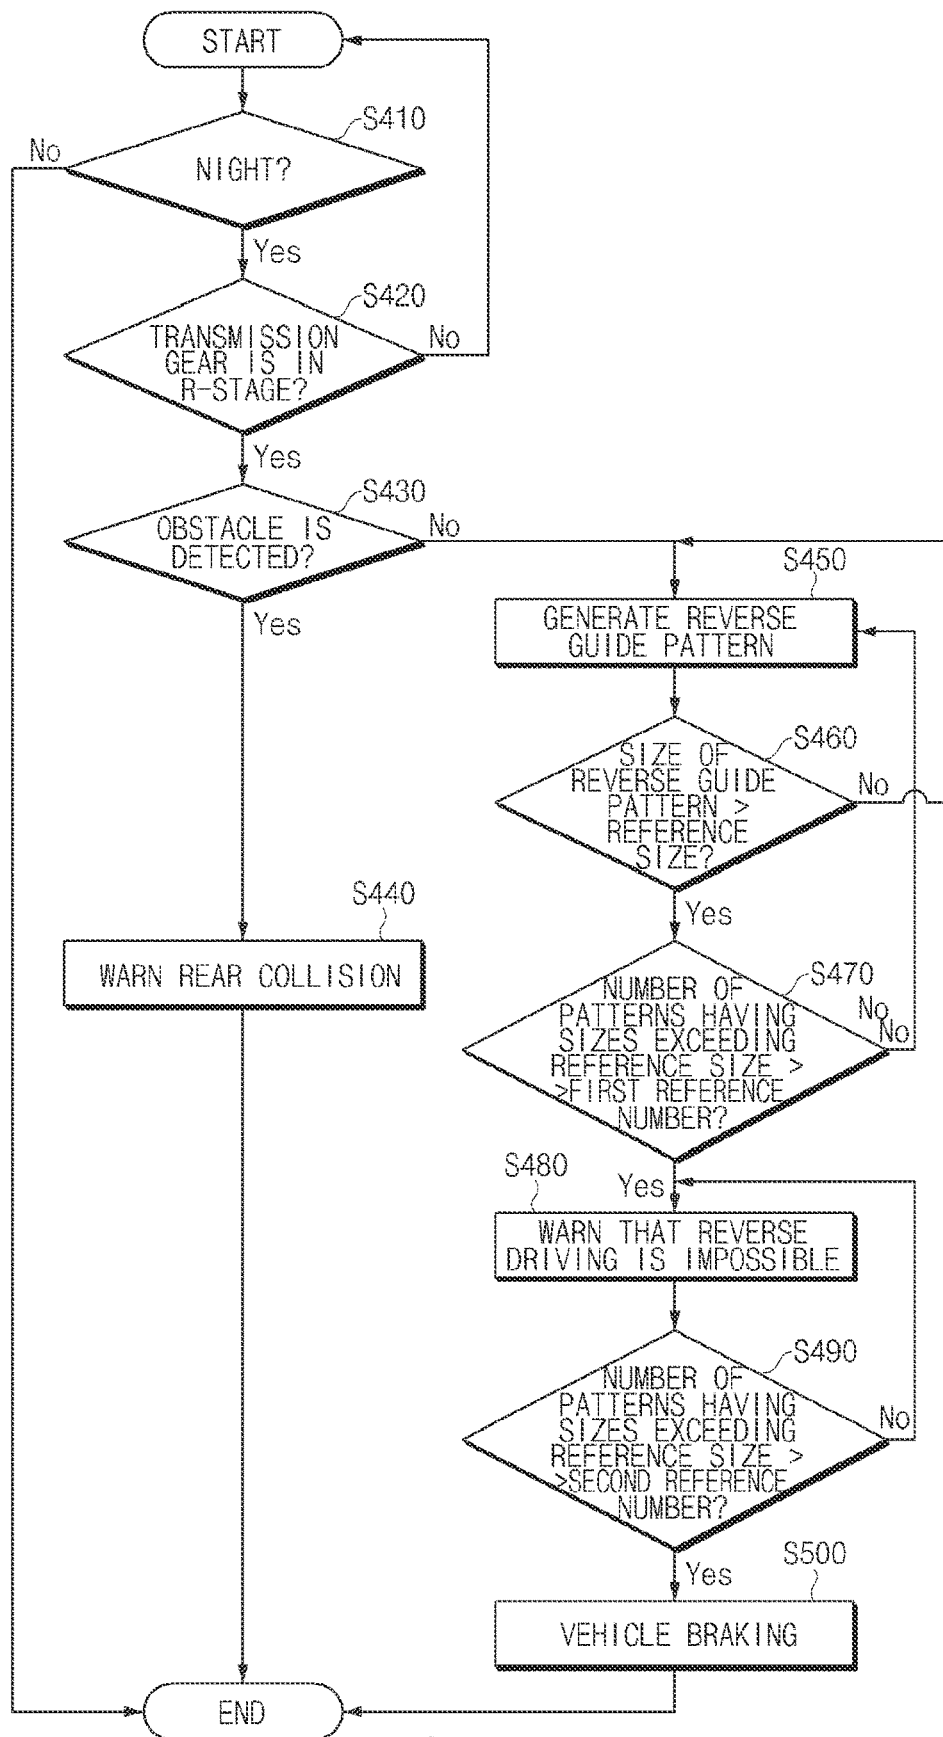 START
S410
No
NIGHT?
Yes
S420
TRANSMISSION
GEAR IS IN
R-STAGE?
No
Yes
S430
OBSTACLE IS
DETECTED?
No
Yes
S450
GENERATE REVERSE
GUIDE PATTERN
S460
SIZE OF
REVERSE GUIDE
PATTERN >
REFERENCE
SIZE?
No
Yes
S440
WARN REAR COLLISION
S470
NUMBER OF
PATTERNS HAVING
SIZES EXCEEDING
REFERENCE SIZE >
>FIRST REFERENCE
NUMBER?
No
No
Yes
S480
WARN THAT REVERSE
DRIVING IS IMPOSSIBLE
S490
NUMBER OF
PATTERNS HAVING
SIZES EXCEEDING
REFERENCE SIZE >
>SECOND REFERENCE
NUMBER?
No
Yes
S500
VEHICLE BRAKING
END